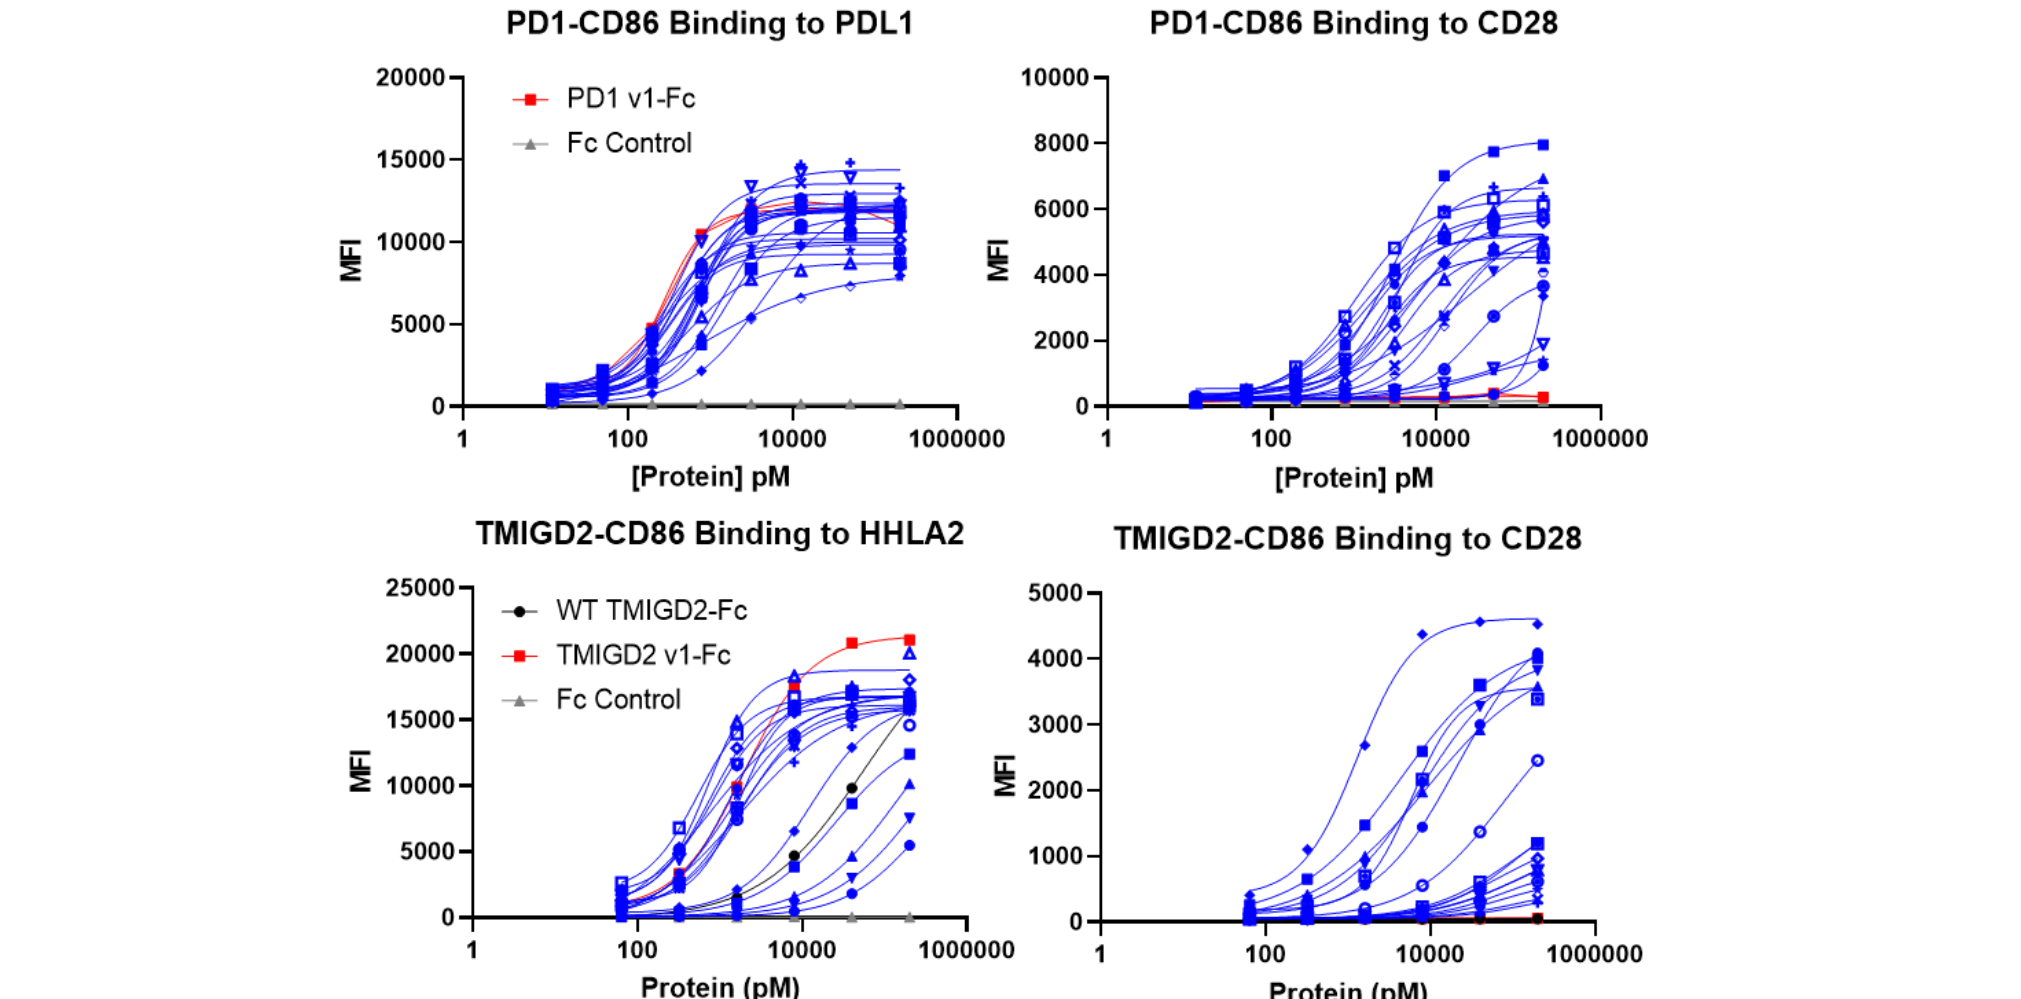 PD1-CD86 Binding to PDL1
20000
15000
10000
5000
0
MFI
PD1 v1-Fc
Fc Control
1 100 10000 1000000
[Protein] pM
PD1-CD86 Binding to CD28
10000
8000
6000
4000
2000
0
MFI
1 100 10000 1000000
[Protein] pM
TMIGD2-CD86 Binding to HHLA2
25000
20000
15000
10000
5000
0
MFI
WT TMIGD2-Fc
TMIGD2 v1-Fc
Fc Control
1 100 10000 1000000
Protein (pM)
TMIGD2-CD86 Binding to CD28
5000
4000
3000
2000
1000
0
MFI
1 100 10000 1000000
Protein (pM)